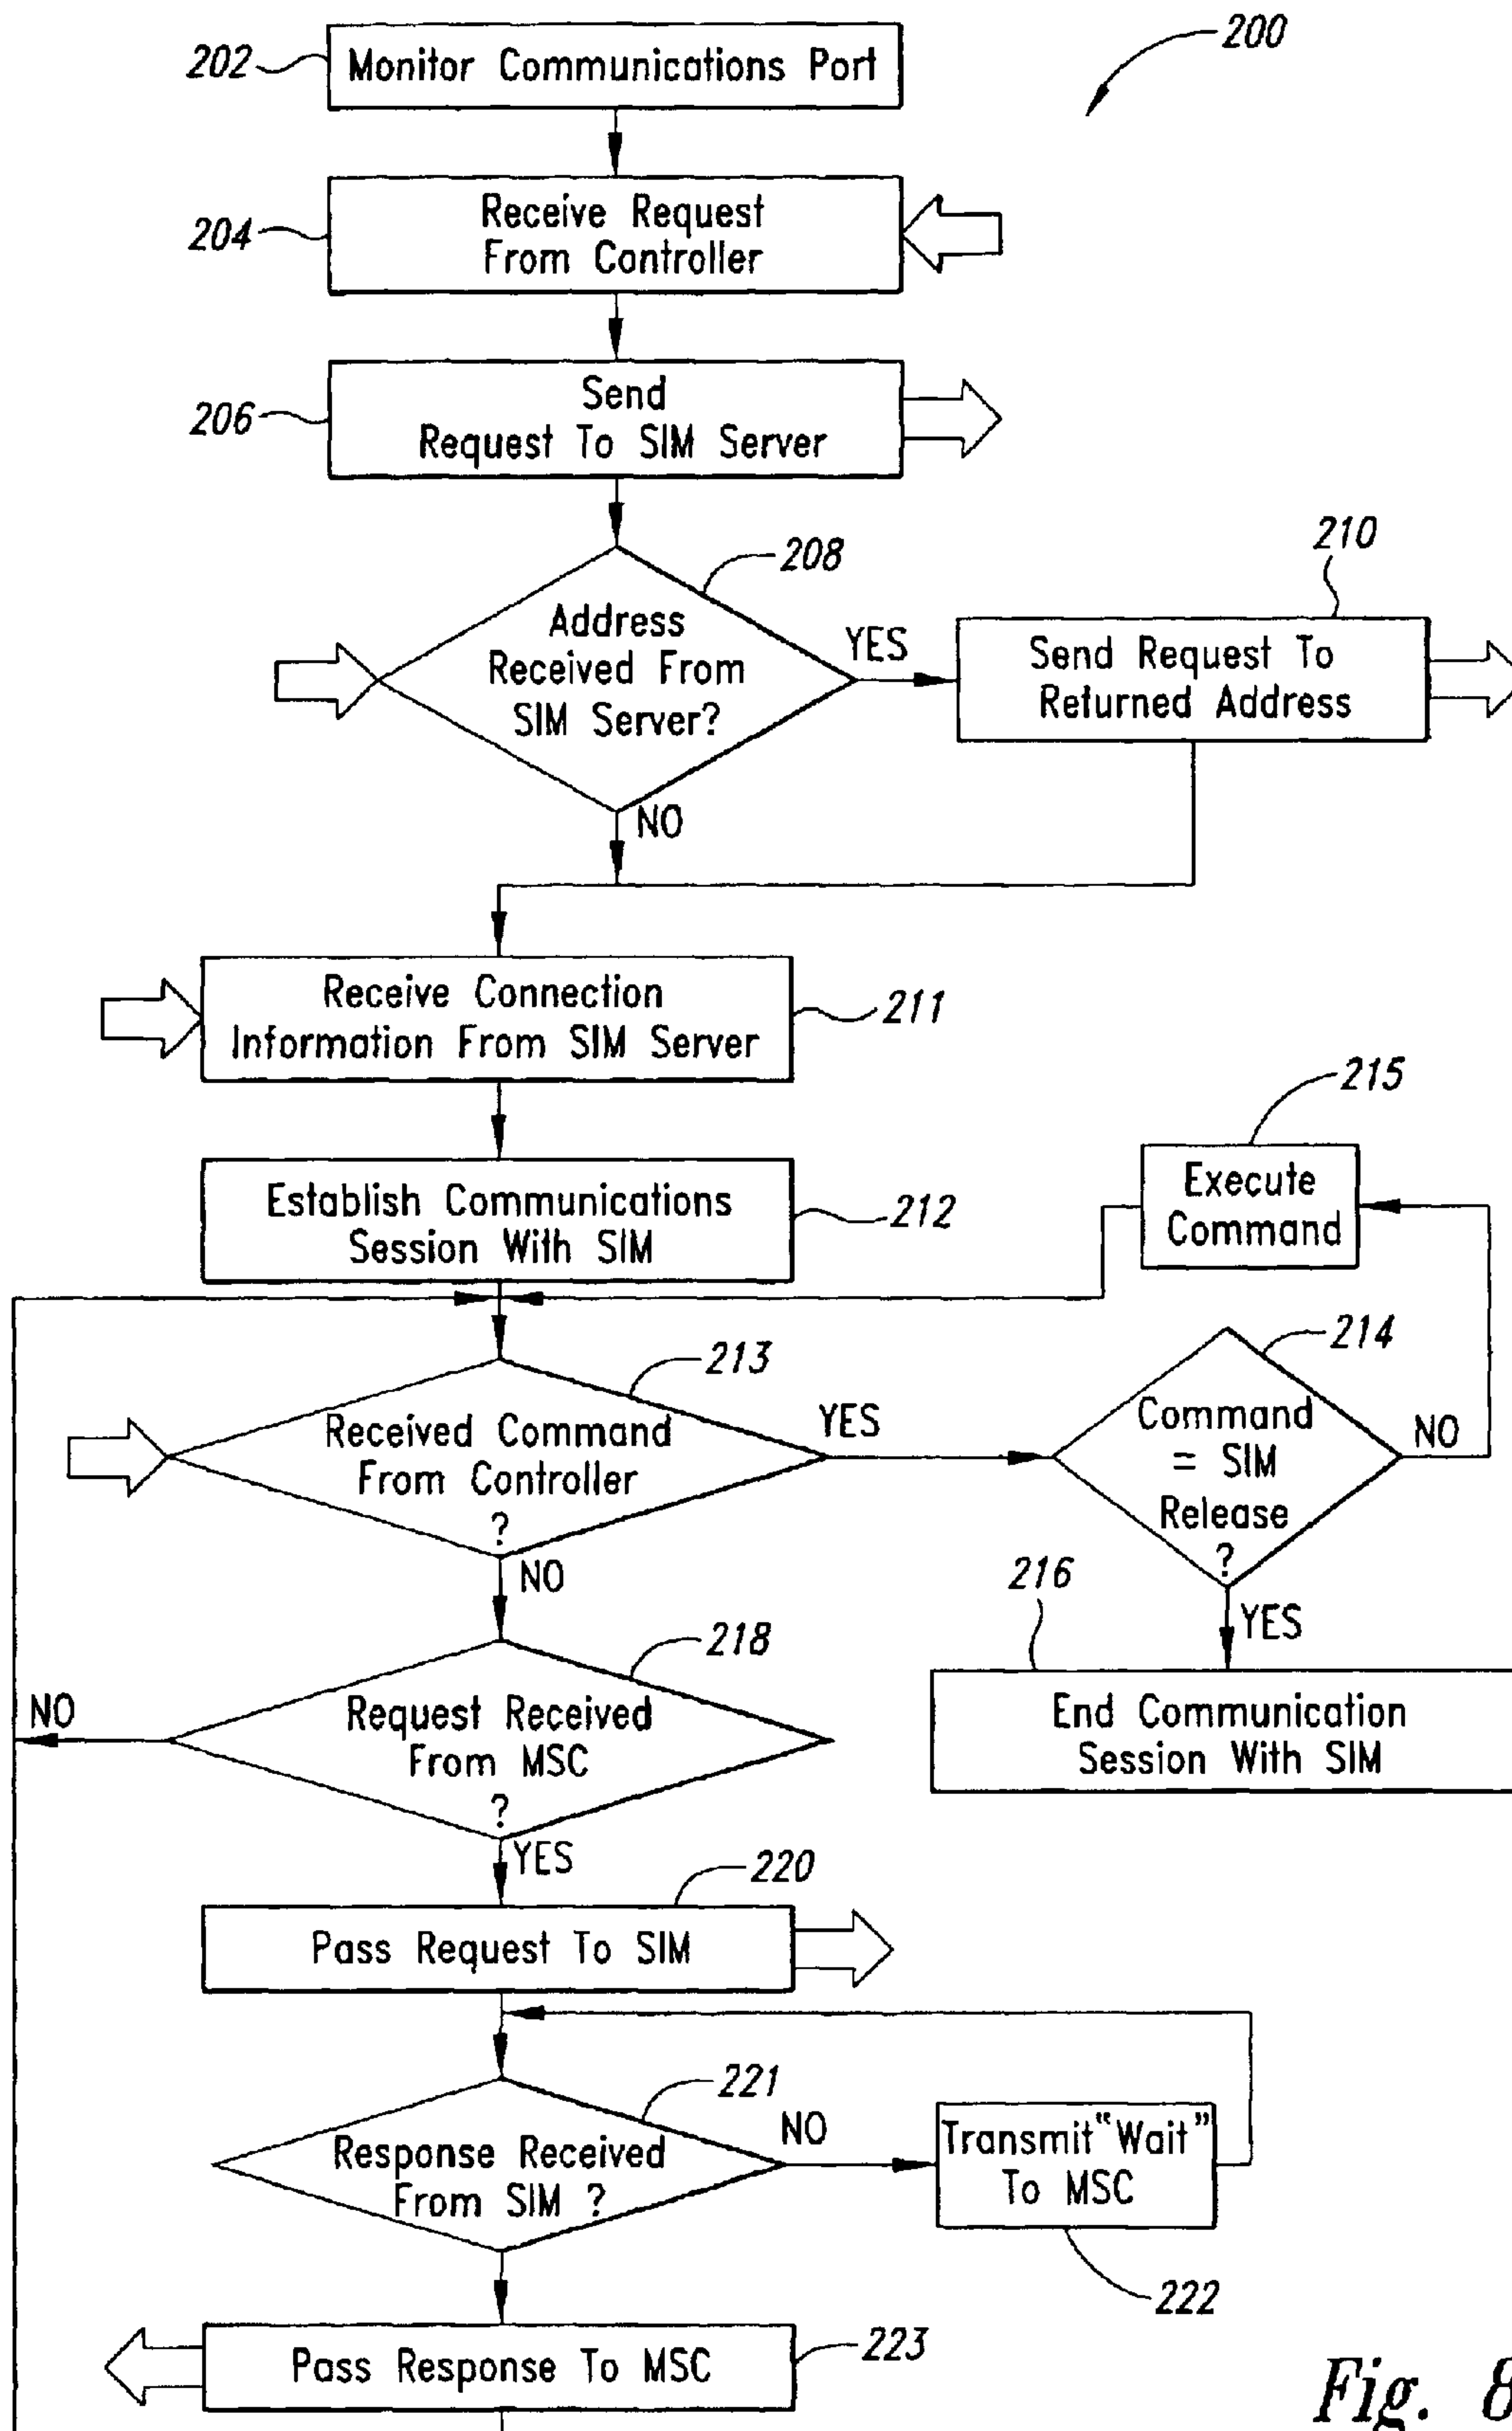 200
202
Monitor Communications Port
204
Receive Request
From Controller
206
Send
Request To SIM Server
208
Address
Received From
SIM Server?
YES
NO
210
Send Request To
Returned Address
Receive Connection
Information From SIM Server
211
Establish Communications
Session With SIM
212
215
Execute
Command
213
Received Command
From Controller
?
YES
NO
214
Command
= SIM
Release
?
NO
YES
216
End Communication
Session With SIM
218
Request Received
From MSC
?
NO
YES
220
Pass Request To SIM
221
Response Received
From SIM ?
NO
Transmit"Wait"
To MSC
222
Pass Response To MSC
223
Fig. 8